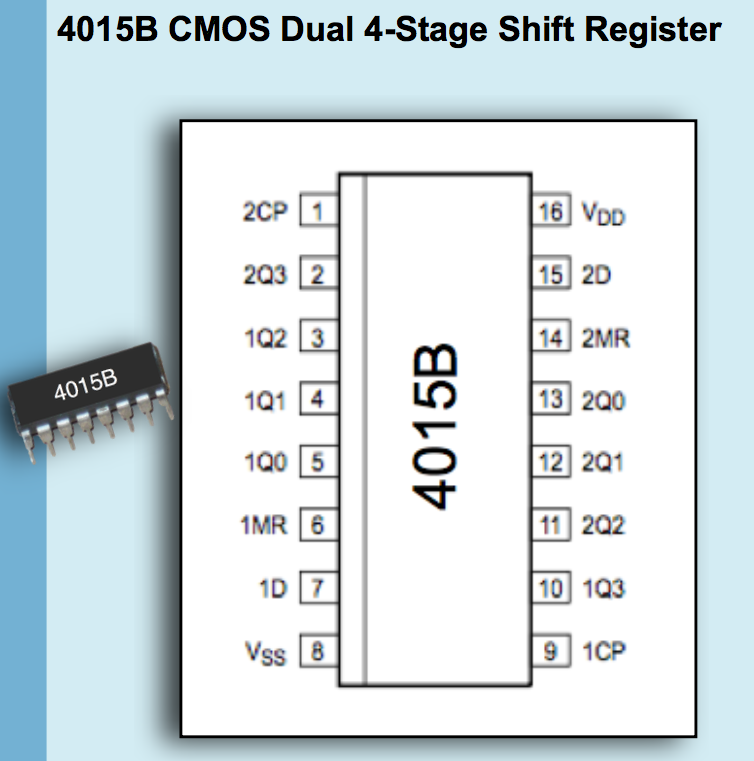 4015B CMOS Dual 4-Stage Shift Register
2CP 1 16 VDD
2Q3 2 15 2D
1Q2 3 14 2MR
1Q1 4 13 2Q0
1Q0 5 12 2Q1
1MR 6 11 2Q2
1D 7 10 1Q3
VSS 8 9 1CP
4015B
4015B